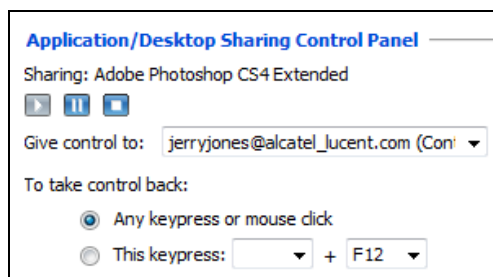 Application/Desktop Sharing Control Panel
Sharing: Adobe Photoshop CS4 Extended
Give control to: jerryjones@alcatel_lucent.com (Con
To take control back:
Any keypress or mouse click
This keypress: + F12